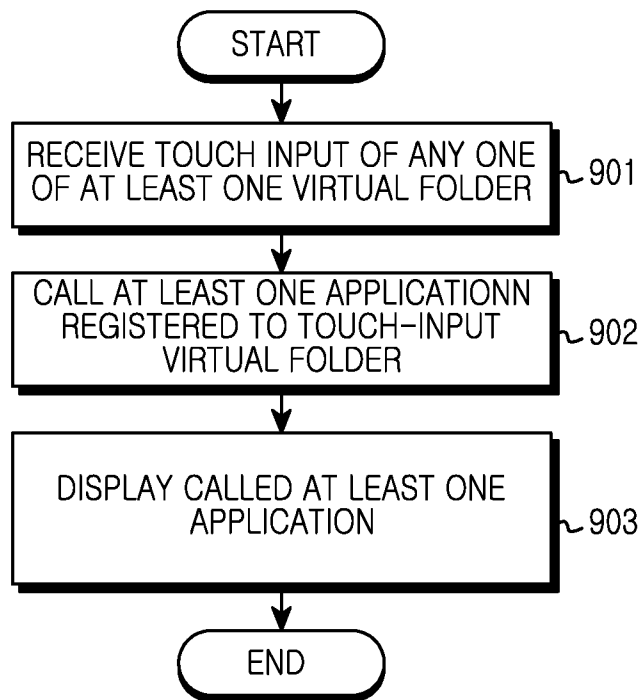 START
RECEIVE TOUCH INPUT OF ANY ONE
OF AT LEAST ONE VIRTUAL FOLDER
901
CALL AT LEAST ONE APPLICATIONN
REGISTERED TO TOUCH-INPUT
VIRTUAL FOLDER
902
DISPLAY CALLED AT LEAST ONE
APPLICATION
903
END